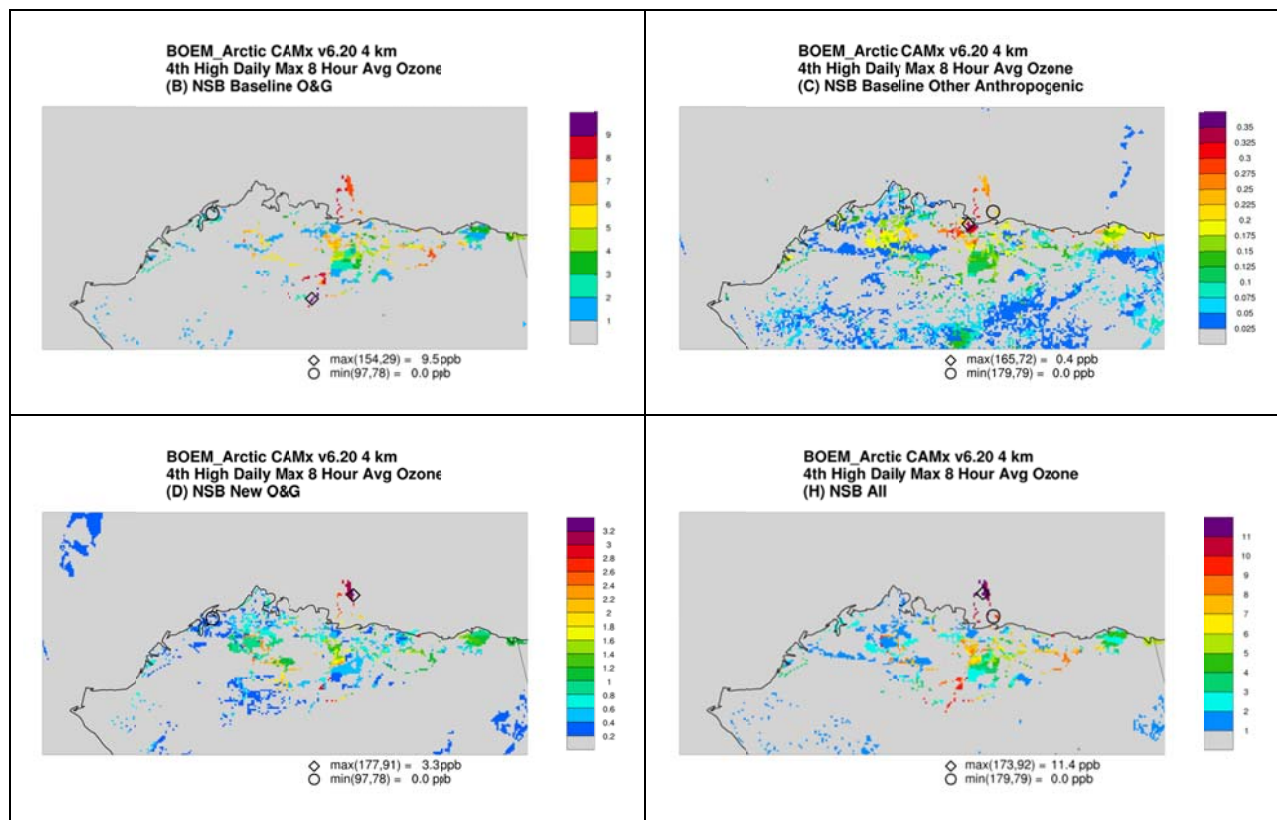 BOEM_Arctic CAMx v6.20 4 km
4th High Daily Max 8 Hour Avg Ozone
(B) NSB Baseline O&G
9
8
7
6
5
4
3
2
1
max(154,29) = 9.5 ppb
min(97,78) = 0.0 ppb
BOEM_Arctic CAMx v6.20 4 km
4th High Daily Max 8 Hour Avg Ozone
(C) NSB Baseline Other Anthropogenic
0.35
0.325
0.3
0.275
0.25
0.225
0.2
0.175
0.15
0.125
0.1
0.075
0.05
0.025
max(165,72) = 0.4 ppb
min(179,79) = 0.0 ppb
BOEM_Arctic CAMx v6.20 4 km
4th High Daily Max 8 Hour Avg Ozone
(D) NSB New O&G
3.2
3
2.8
2.6
2.4
2.2
2
1.8
1.6
1.4
1.2
1
0.8
0.6
0.4
0.2
max(177,91) = 3.3 ppb
min(97,78) = 0.0 ppb
BOEM_Arctic CAMx v6.20 4 km
4th High Daily Max 8 Hour Avg Ozone
(H) NSB All
11
10
9
8
7
6
5
4
3
2
1
max(173,92) = 11.4 ppb
min(179,79) = 0.0 ppb